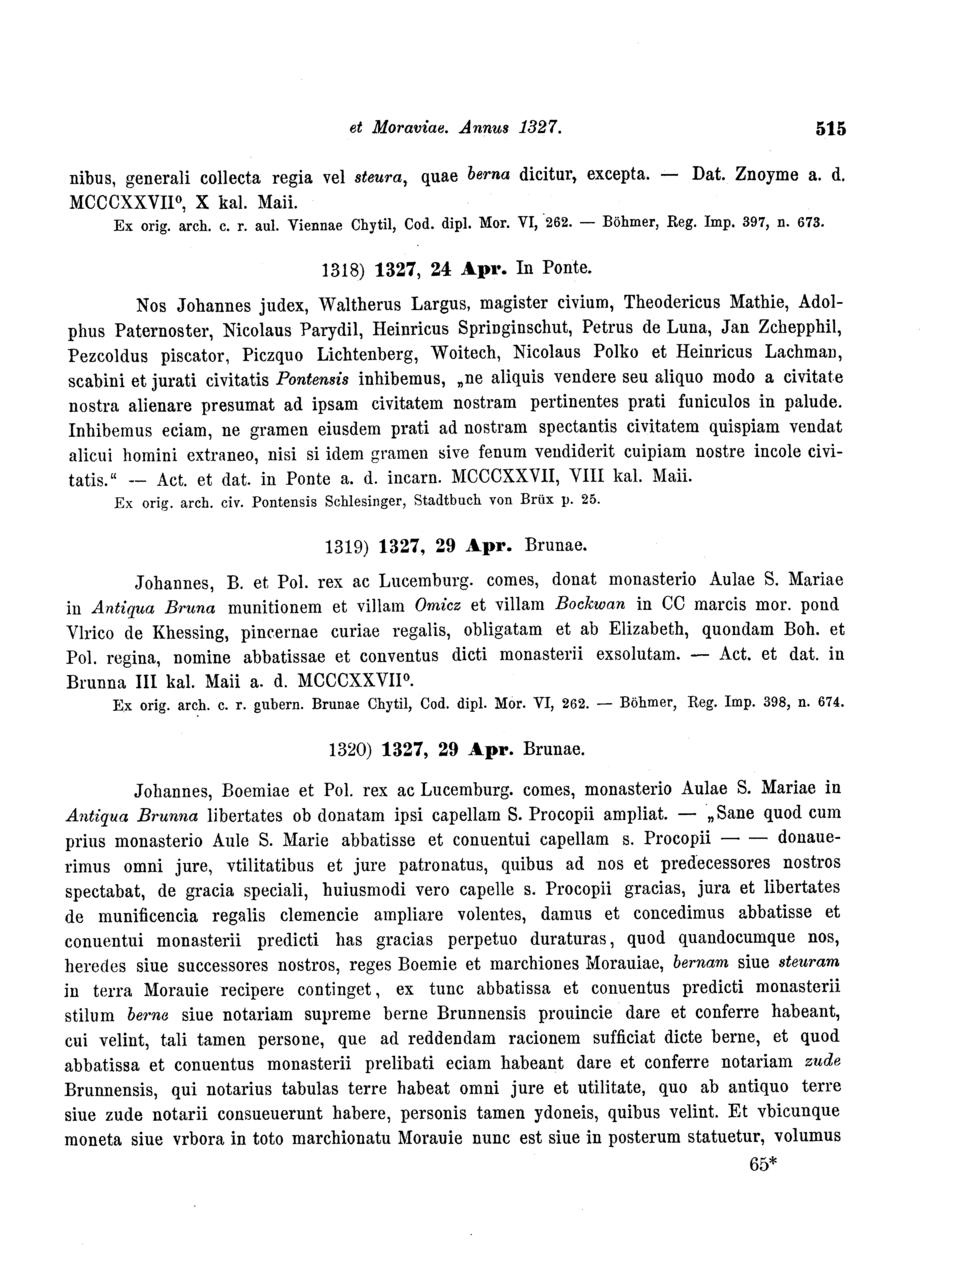 et Moraviae. Annus 1327. 515
nibus, generali collecta regia vel steura, quae berna dicitur, excepta. — Dat. Znoyme a. d.
MCCCXXVII⁰, X kal. Maii.
Ex orig. arch. c. r. aul. Viennae Chytil, Cod. dipl. Mor. VI, 262. — Böhmer, Reg. Imp. 397, n. 673.
1318) 1327, 24 Apr. In Ponte.
Nos Johannes judex, Waltherus Largus, magister civium, Theodericus Mathie, Adol-
phus Paternoster, Nicolaus Parydil, Heinricus Springinschut, Petrus de Luna, Jan Zchepphil,
Pezcoldus piscator, Piczquo Lichtenberg, Woitech, Nicolaus Polko et Heinricus Lachman,
scabini et jurati civitatis Pontensis inhibemus, „ne aliquis vendere seu aliquo modo a civitate
nostra alienare presumat ad ipsam civitatem nostram pertinentes prati funiculos in palude.
Inhibemus eciam, ne gramen eiusdem prati ad nostram spectantis civitatem quispiam vendat
alicui homini extraneo, nisi si idem gramen sive fenum vendiderit cuipiam nostre incole civi-
tatis.“ — Act. et dat. in Ponte a. d. incarn. MCCCXXVII, VIII kal. Maii.
Ex orig. arch. civ. Pontensis Schlesinger, Stadtbuch von Brüx p. 25.
1319) 1327, 29 Apr. Brunae.
Johannes, B. et Pol. rex ac Lucemburg. comes, donat monasterio Aulae S. Mariae
in Antiqua Bruna munitionem et villam Omicz et villam Bockwan in CC marcis mor. pond
Vlrico de Khessing, pincernae curiae regalis, obligatam et ab Elizabeth, quondam Boh. et
Pol. regina, nomine abbatissae et conventus dicti monasterii exsolutam. — Act. et dat. in
Brunna III kal. Maii a. d. MCCCXXVII⁰.
Ex orig. arch. c. r. gubern. Brunae Chytil, Cod. dipl. Mor. VI, 262. — Böhmer, Reg. Imp. 398, n. 674.
1320) 1327, 29 Apr. Brunae.
Johannes, Boemiae et Pol. rex ac Lucemburg. comes, monasterio Aulae S. Mariae in
Antiqua Brunna libertates ob donatam ipsi capellam S. Procopii ampliat. — „Sane quod cum
prius monasterio Aule S. Marie abbatisse et conuentui capellam s. Procopii — — donaue-
rimus omni jure, vtilitatibus et jure patronatus, quibus ad nos et predecessores nostros
spectabat, de gracia speciali, huiusmodi vero capelle s. Procopii gracias, jura et libertates
de munificencia regalis clemencie ampliare volentes, damus et concedimus abbatisse et
conuentui monasterii predicti has gracias perpetuo duraturas, quod quandocumque nos,
heredes siue successores nostros, reges Boemie et marchiones Morauiae, bernam siue steuram
in terra Morauie recipere continget, ex tunc abbatissa et conuentus predicti monasterii
stilum berne siue notariam supreme berne Brunnensis prouincie dare et conferre habeant,
cui velint, tali tamen persone, que ad reddendam racionem sufficiat dicte berne, et quod
abbatissa et conuentus monasterii prelibati eciam habeant dare et conferre notariam zude
Brunnensis, qui notarius tabulas terre habeat omni jure et utilitate, quo ab antiquo terre
siue zude notarii consueuerunt habere, personis tamen ydoneis, quibus velint. Et vbicunque
moneta siue vrbora in toto marchionatu Morauie nunc est siue in posterum statuetur, volumus
65*